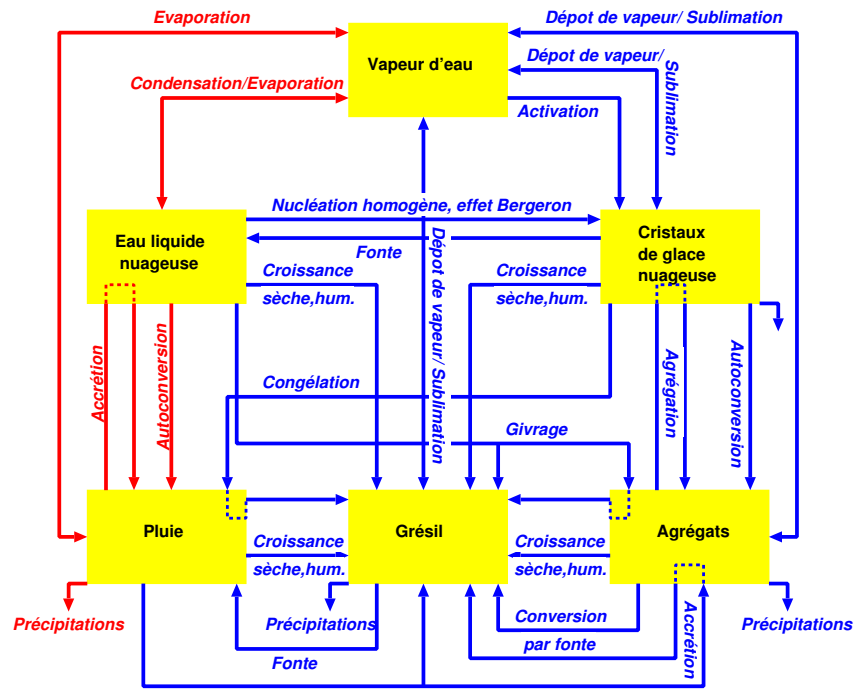 Evaporation
Dépot de vapeur/ Sublimation
Vapeur d'eau
Dépot de vapeur/
Sublimation
Condensation/Evaporation
Activation
Nucléation homogène, effet Bergeron
Eau liquide
nuageuse
Cristaux
de glace
nuageuse
Fonte
Croissance
sèche,hum.
Dépot de vapeur/ Sublimation
Croissance
sèche,hum.
Accrétion
Autoconversion
Agrégation
Autoconversion
Congélation
Givrage
Pluie
Grésil
Agrégats
Croissance
sèche,hum.
Croissance
sèche,hum.
Précipitations
Précipitations
Conversion
par fonte
Accrétion
Précipitations
Fonte